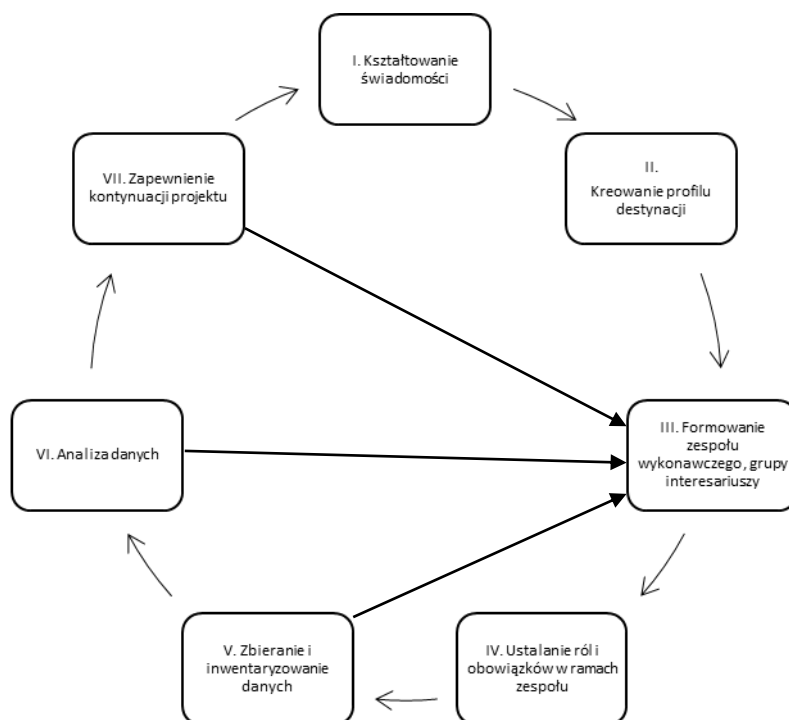 I. Kształtowanie
świadomości
II.
Kreowanie profilu
destynacji
III. Formowanie
zespołu
wykonawczego, grupy
interesariuszy
IV. Ustalanie ról i
obowiązków w ramach
zespołu
V. Zbieranie i
inwentaryzowanie
danych
VI. Analiza danych
VII. Zapewnienie
kontynuacji projektu